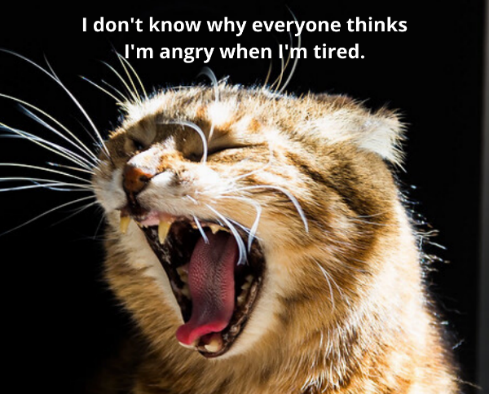 I don't know why everyone thinks
I'm angry when I'm tired.